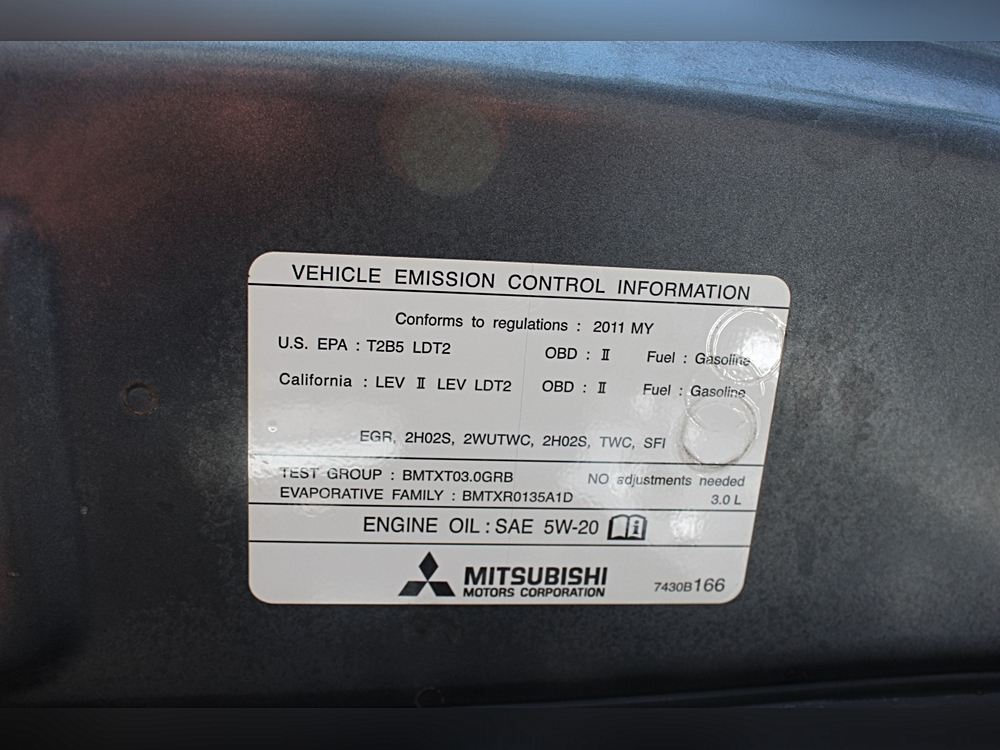 VEHICLE EMISSION CONTROL INFORMATION
Conforms to regulations : 2011 MY
U.S. EPA : T2B5 LDT2 OBD : Ⅱ Fuel : Gasoline
California : LEV Ⅱ LEV LDT2 OBD : Ⅱ Fuel : Gasoline
EGR, 2H02S, 2WUTWC, 2H02S, TWC, SFI
TEST GROUP : BMTXT03.0GRB NO adjustments needed
EVAPORATIVE FAMILY : BMTXR0135A1D 3.0 L
ENGINE OIL : SAE 5W-20
MITSUBISHI
MOTORS CORPORATION 7430B166